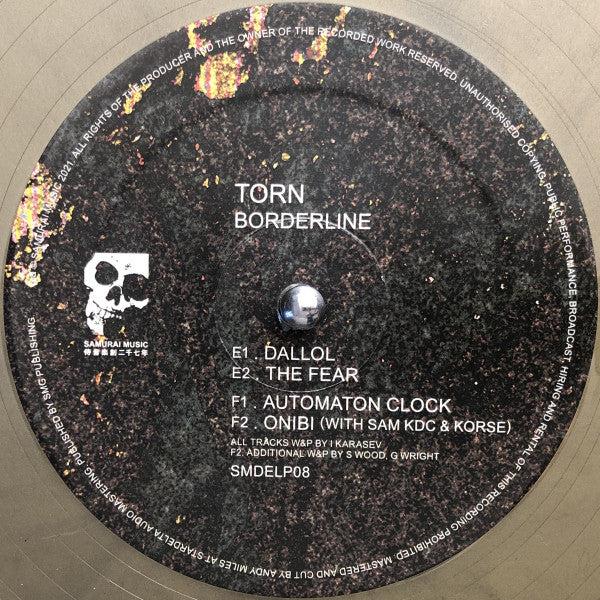 TORN
BORDERLINE
SAMURAI MUSIC
E1 . DALLOL
E2 . THE FEAR
F1 . AUTOMATON CLOCK
F2 . ONIBI (WITH SAM KDC & KORSE)
ALL TRACKS W&P BY I KARASEV
F2. ADDITIONAL W&P BY S WOOD, G WRIGHT
SMDELP08
SAMURAI MUSIC 2021. ALL RIGHTS OF THE PRODUCER AND THE OWNER OF THE RECORDED WORK RESERVED. UNAUTHORISED COPYING, PUBLIC PERFORMANCE, BROADCAST, HIRING AND RENTAL OF THIS RECORDING PROHIBITED. MASTERED AND CUT BY ANDY MILES AT STARDELTA AUDIO MASTERING. PUBLISHED BY SMG PUBLISHING.